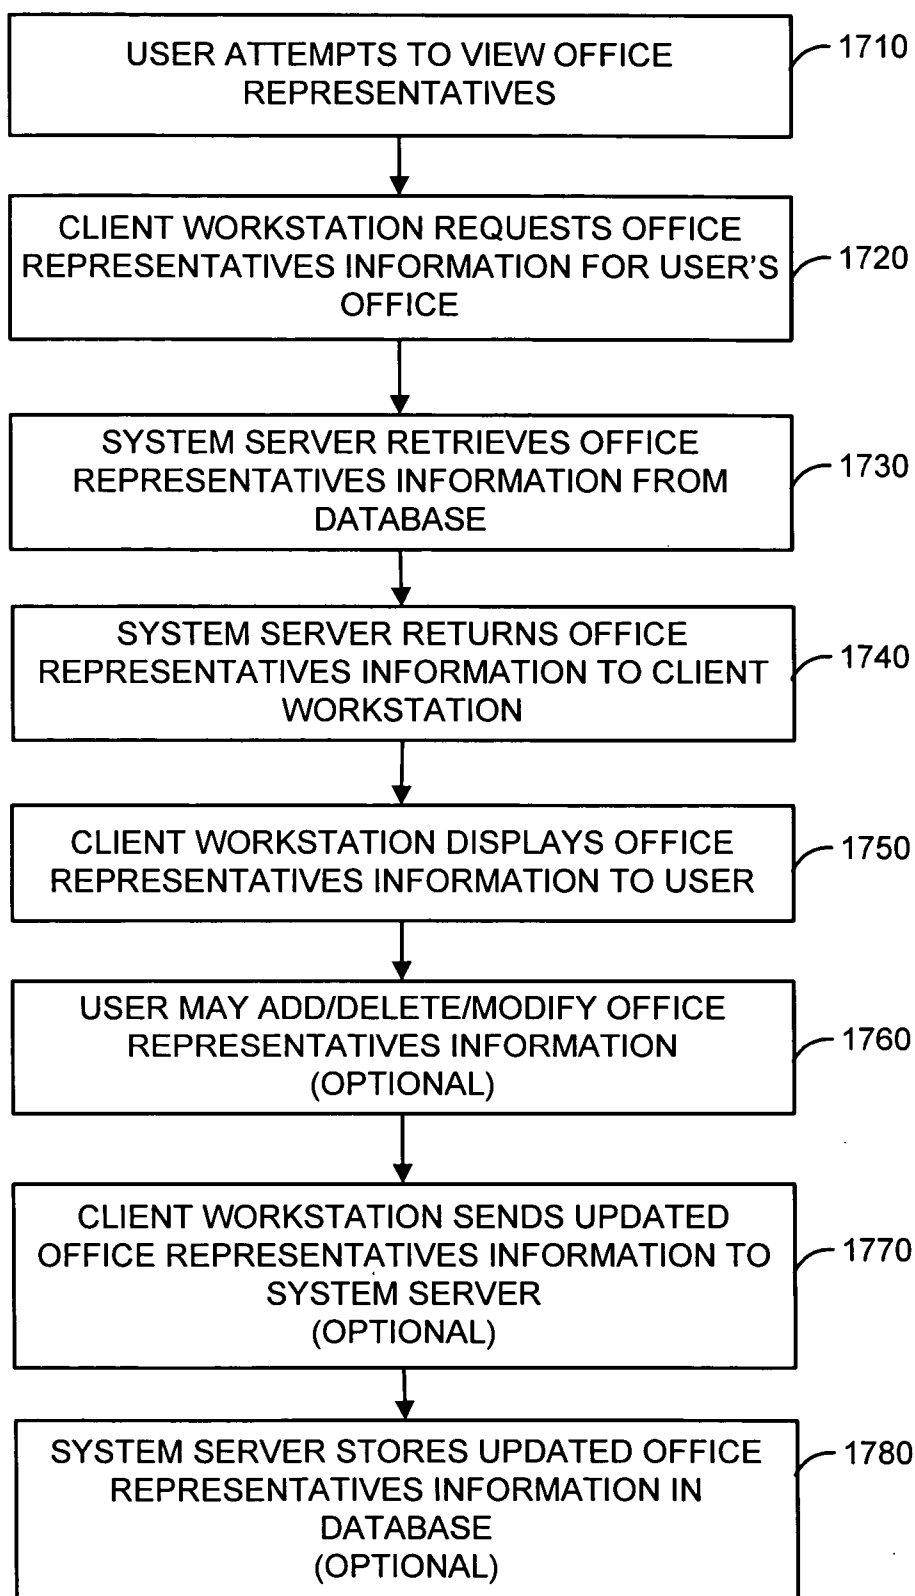 USER ATTEMPTS TO VIEW OFFICE
REPRESENTATIVES
1710
CLIENT WORKSTATION REQUESTS OFFICE
REPRESENTATIVES INFORMATION FOR USER'S
OFFICE
1720
SYSTEM SERVER RETRIEVES OFFICE
REPRESENTATIVES INFORMATION FROM
DATABASE
1730
SYSTEM SERVER RETURNS OFFICE
REPRESENTATIVES INFORMATION TO CLIENT
WORKSTATION
1740
CLIENT WORKSTATION DISPLAYS OFFICE
REPRESENTATIVES INFORMATION TO USER
1750
USER MAY ADD/DELETE/MODIFY OFFICE
REPRESENTATIVES INFORMATION
(OPTIONAL)
1760
CLIENT WORKSTATION SENDS UPDATED
OFFICE REPRESENTATIVES INFORMATION TO
SYSTEM SERVER
(OPTIONAL)
1770
SYSTEM SERVER STORES UPDATED OFFICE
REPRESENTATIVES INFORMATION IN
DATABASE
(OPTIONAL)
1780